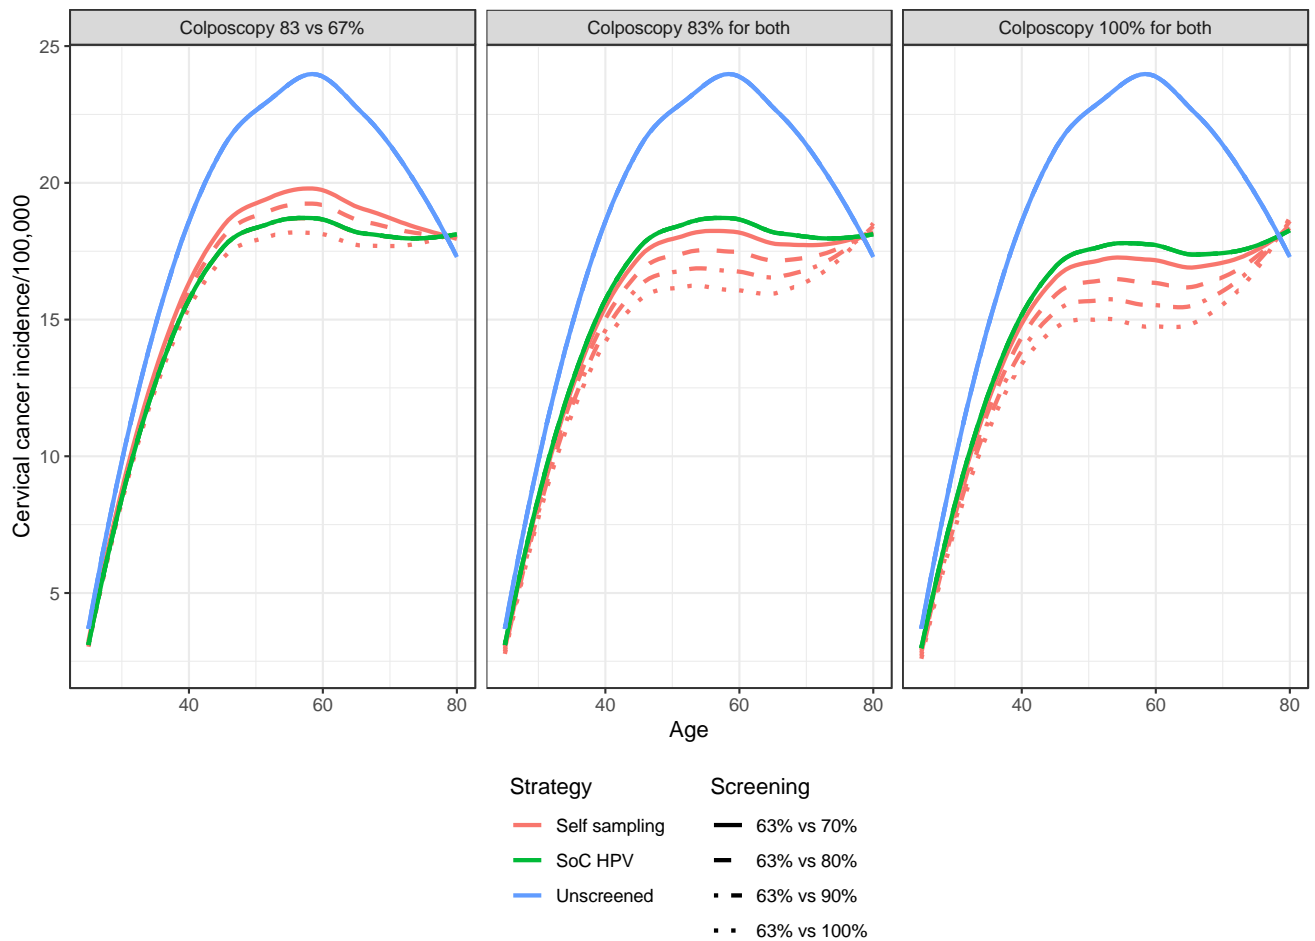 Colposcopy 83 vs 67%
Colposcopy 83% for both
Colposcopy 100% for both
Cervical cancer incidence/100,000
25
20
15
10
5
40
60
80
40
60
80
40
60
80
Age
Strategy
Self sampling
SoC HPV
Unscreened
Screening
63% vs 70%
63% vs 80%
63% vs 90%
63% vs 100%